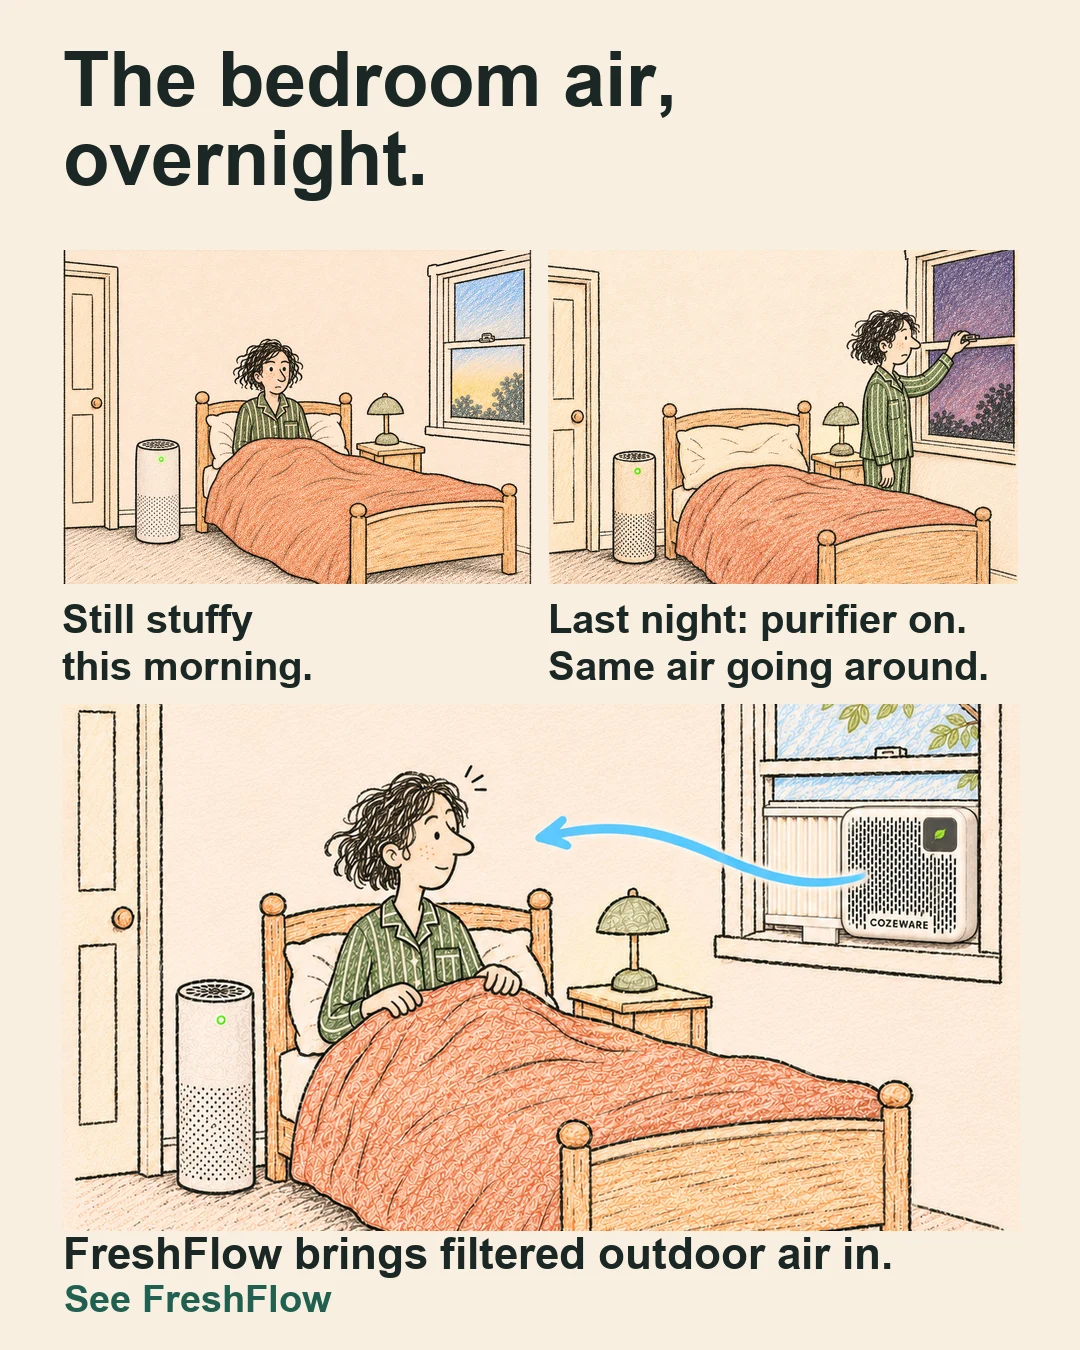 The bedroom air,
overnight.
Still stuffy
this morning.
Last night: purifier on.
Same air going around.
COZEWARE
FreshFlow brings filtered outdoor air in.
See FreshFlow